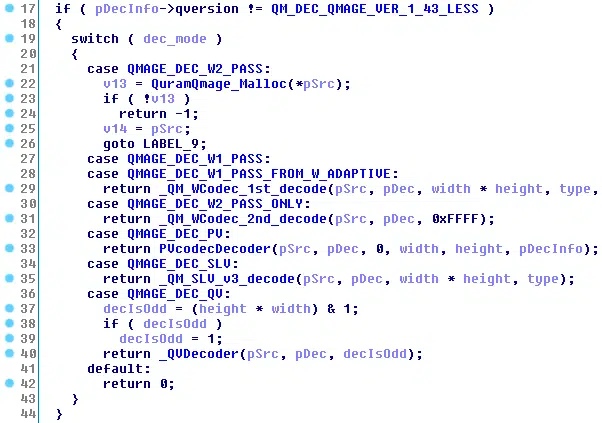 17 if ( pDecInfo->qversion != QM_DEC_QMAGE_VER_1_43_LESS )
18 {
19   switch ( dec_mode )
20   {
21     case QMAGE_DEC_W2_PASS:
22       v13 = QuramQmage_Malloc(*pSrc);
23       if ( !v13 )
24         return -1;
25       v14 = pSrc;
26       goto LABEL_9;
27     case QMAGE_DEC_W1_PASS:
28     case QMAGE_DEC_W1_PASS_FROM_W_ADAPTIVE:
29       return _QM_WCodec_1st_decode(pSrc, pDec, width * height, type,
30     case QMAGE_DEC_W2_PASS_ONLY:
31       return _QM_WCodec_2nd_decode(pSrc, pDec, 0xFFFF);
32     case QMAGE_DEC_PV:
33       return PVcodecDecoder(pSrc, pDec, 0, width, height, pDecInfo);
34     case QMAGE_DEC_SLV:
35       return _QM_SLV_v3_decode(pSrc, pDec, width * height, type);
36     case QMAGE_DEC_QV:
37       decIsOdd = (height * width) & 1;
38       if ( decIsOdd )
39         decIsOdd = 1;
40       return _QVDecoder(pSrc, pDec, decIsOdd);
41     default:
42       return 0;
43   }
44 }